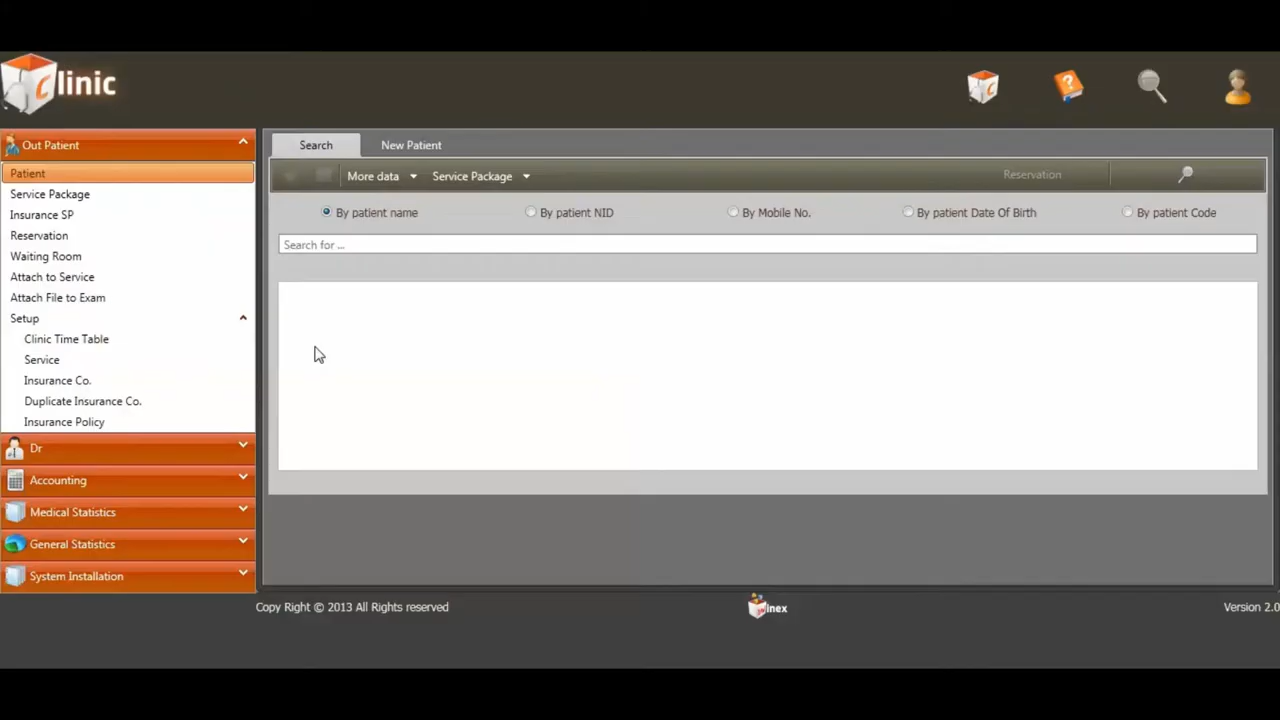 Clinic
Out Patient
Patient
Service Package
Insurance SP
Reservation
Waiting Room
Attach to Service
Attach File to Exam
Setup
Clinic Time Table
Service
Insurance Co.
Duplicate Insurance Co.
Insurance Policy
Dr
Accounting
Medical Statistics
General Statistics
System Installation
Search New Patient
More data Service Package Reservation
By patient name By patient NID By Mobile No. By patient Date Of Birth By patient Code
Search for ...
Copy Right © 2013 All Rights reserved inex Version 2.0